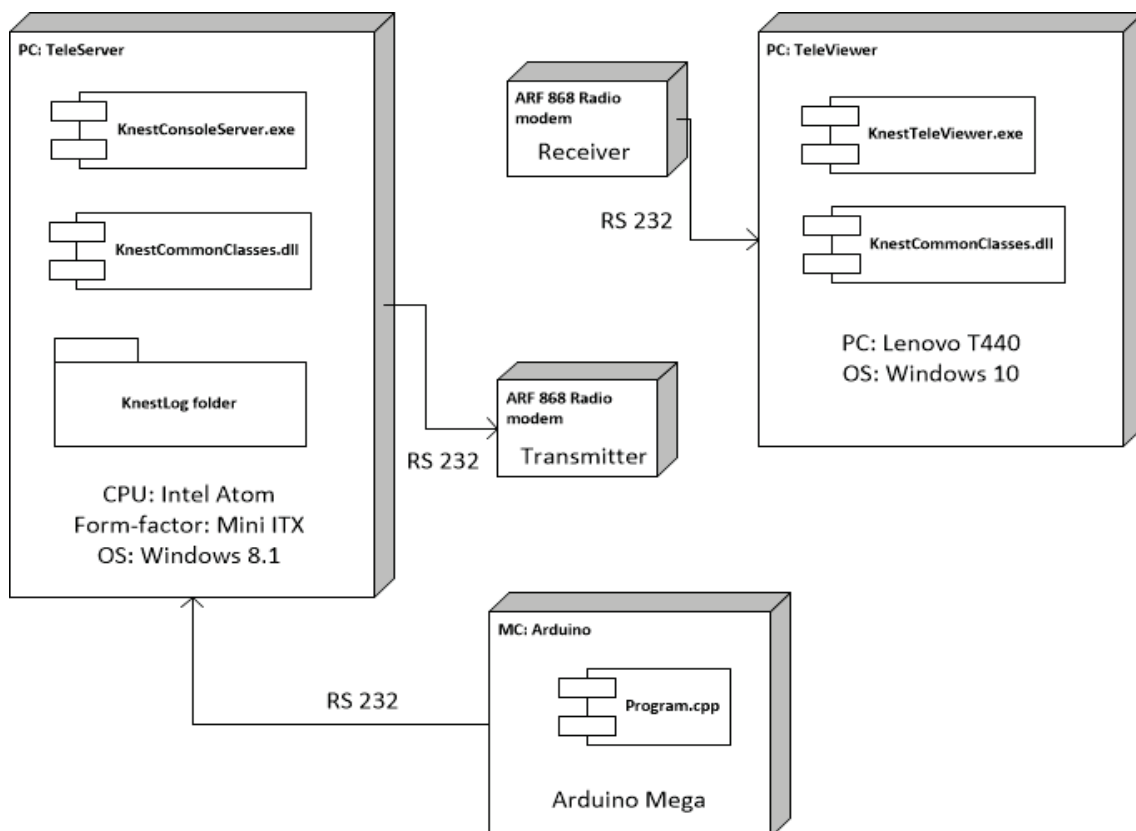 PC: TeleServer
KnestConsoleServer.exe
KnestCommonClasses.dll
KnestLog folder
CPU: Intel Atom
Form-factor: Mini ITX
OS: Windows 8.1
ARF 868 Radio
modem
Receiver
RS 232
PC: TeleViewer
KnestTeleViewer.exe
KnestCommonClasses.dll
PC: Lenovo T440
OS: Windows 10
ARF 868 Radio
modem
Transmitter
RS 232
RS 232
MC: Arduino
Program.cpp
Arduino Mega